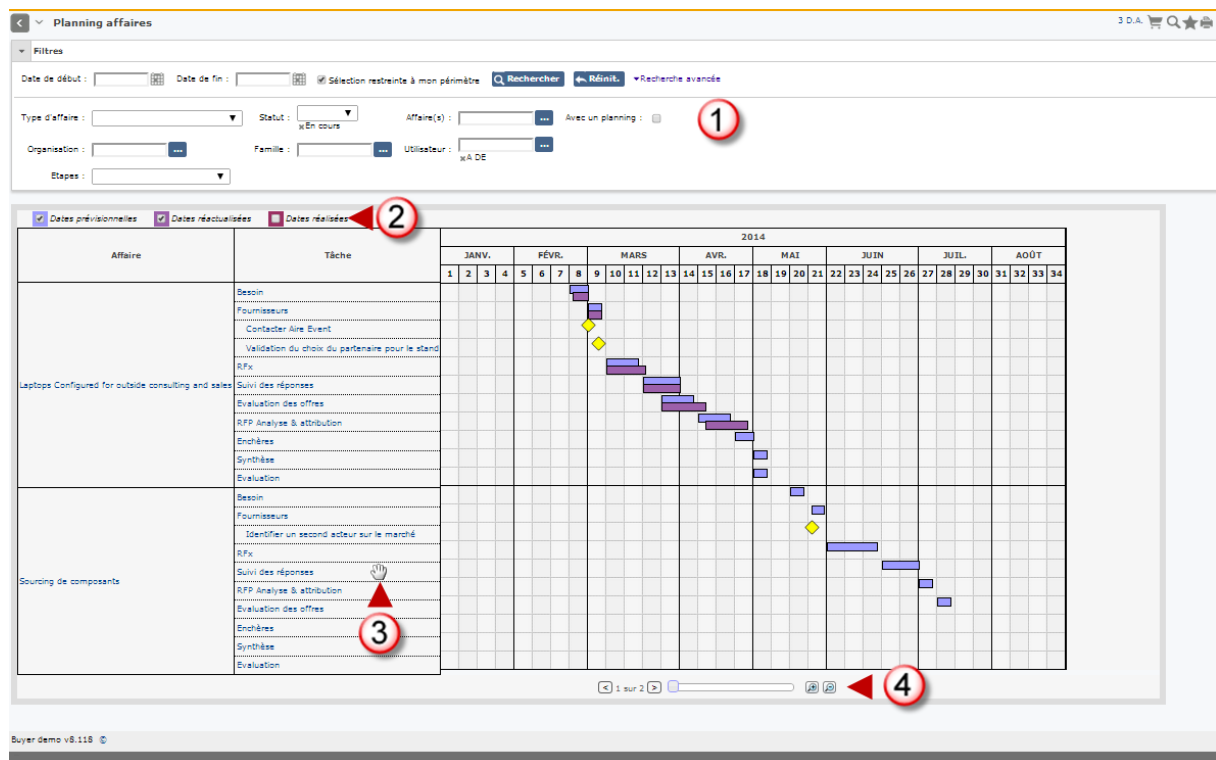 Planning affaires
3 D.A.
Filtres
Date de début :
Date de fin :
Sélection restreinte à mon périmètre
Rechercher
Réinit.
▾Recherche avancée
Type d'affaire :
Statut :
Affaire(s) :
...
Avec un planning :
1
xEn cours
Organisation :
...
Famille :
...
Utilisateur :
...
xA DE
Etapes :
Dates prévisionnelles
Dates réactualisées
Dates réalisées
2
Affaire
Tâche
2014
JANV. FÉVR. MARS AVR. MAI JUIN JUIL. AOÛT
1 2 3 4 5 6 7 8 9 10 11 12 13 14 15 16 17 18 19 20 21 22 23 24 25 26 27 28 29 30 31 32 33 34
Laptops Configured for outside consulting and sales
Besoin
Fournisseurs
Contacter Aire Event
Validation du choix du partenaire pour le stand
RFx
Suivi des réponses
Evaluation des offres
RFP Analyse & attribution
Enchères
Synthèse
Evaluation
Sourcing de composants
Besoin
Fournisseurs
Identifier un second acteur sur le marché
RFx
Suivi des réponses
RFP Analyse & attribution
Evaluation des offres
Enchères
Synthèse
Evaluation
3
< 1 sur 2 >
4
Buyer demo v8.118 ©